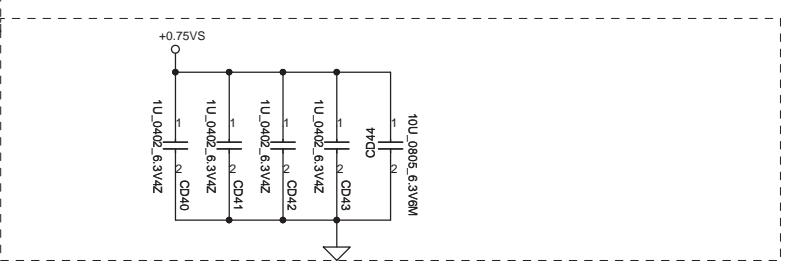 +0.75VS
1U_0402_6.3V4Z
1
2
CD40
1U_0402_6.3V4Z
1
2
CD41
1U_0402_6.3V4Z
1
2
CD42
1U_0402_6.3V4Z
1
2
CD43
CD44
1
2
10U_0805_6.3V6M